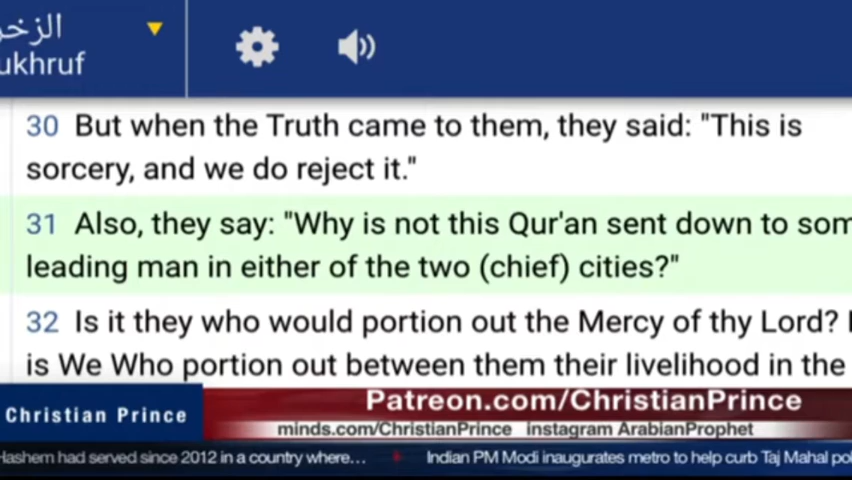 الزخر
ukhruf
30 But when the Truth came to them, they said: "This is
sorcery, and we do reject it."
31 Also, they say: "Why is not this Qur'an sent down to som
leading man in either of the two (chief) cities?"
32 Is it they who would portion out the Mercy of thy Lord?
is We Who portion out between them their livelihood in the
Christian Prince
Patreon.com/ChristianPrince
minds.com/ChristianPrince instagram ArabianProphet
Hashem had served since 2012 in a country where... Indian PM Modi inaugurates metro to help curb Taj Mahal pol